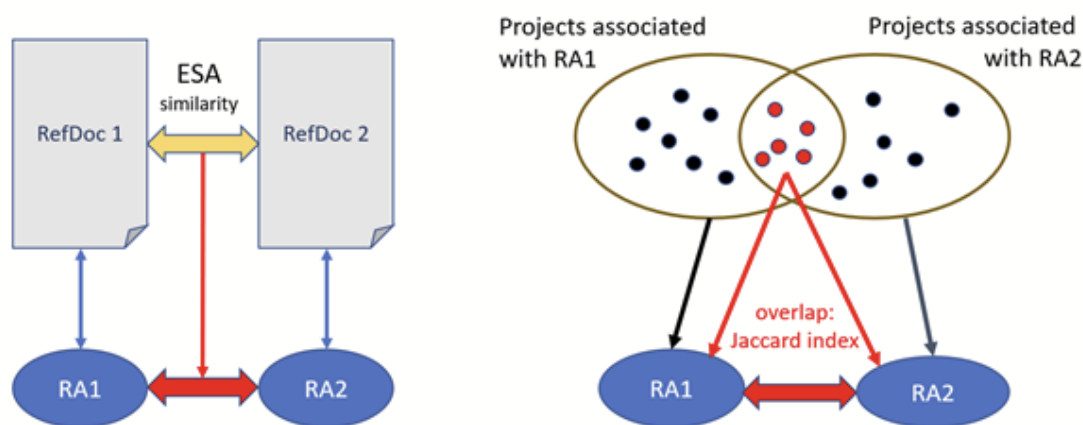 ESA
similarity
RefDoc 1
RefDoc 2
RA1
RA2
Projects associated
with RA1
Projects associated
with RA2
overlap:
Jaccard index
RA1
RA2